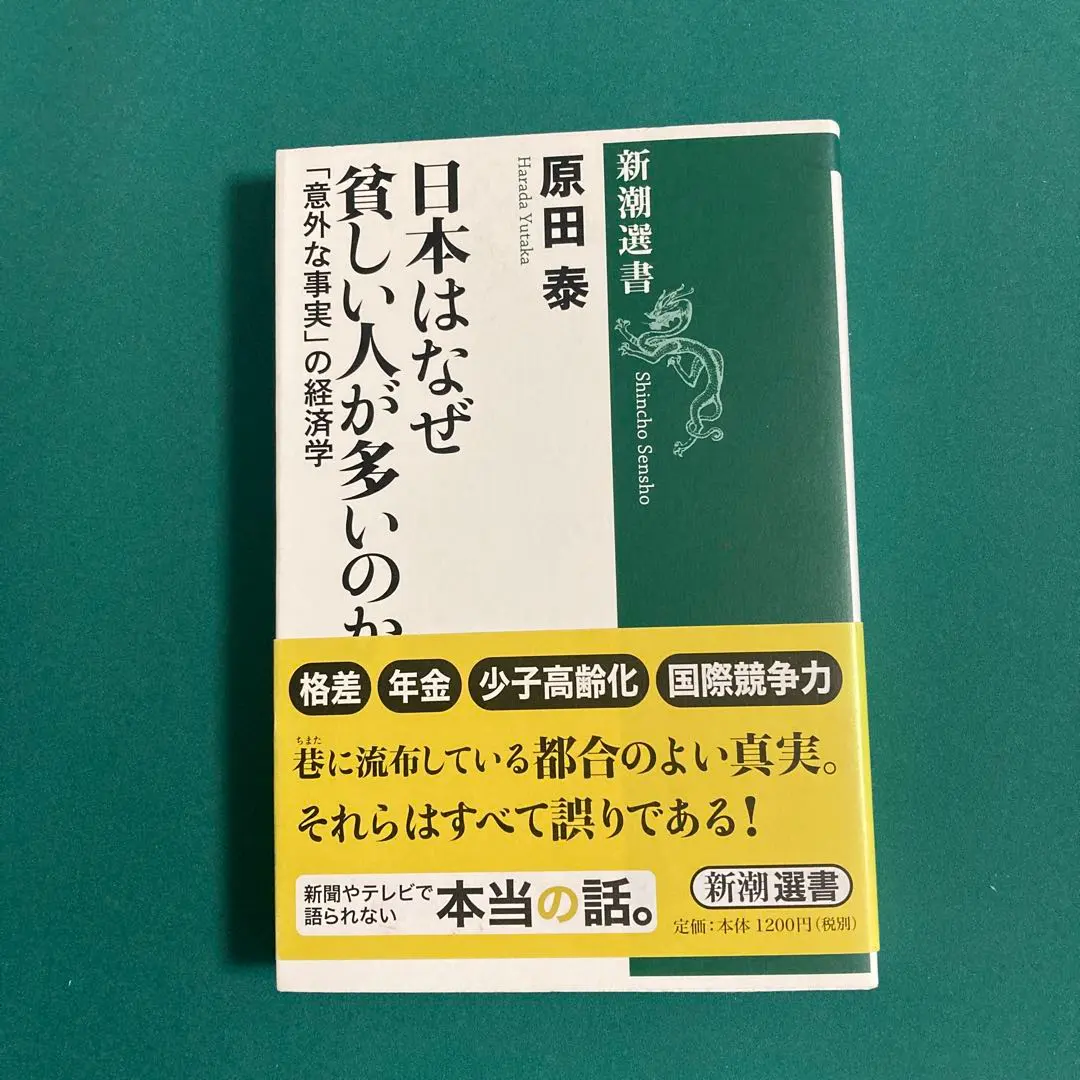 新潮選書
Shincho Sensho
原田 泰
Harada Yutaka
日本はなぜ
貧しい人が多いのか
「意外な事実」の経済学
格差 年金 少子高齢化 国際競争力
ちまた
巷に流布している都合のよい真実。
それらはすべて誤りである!
新聞やテレビで
語られない
本当の話。
新潮選書
定価:本体1200円(税別)